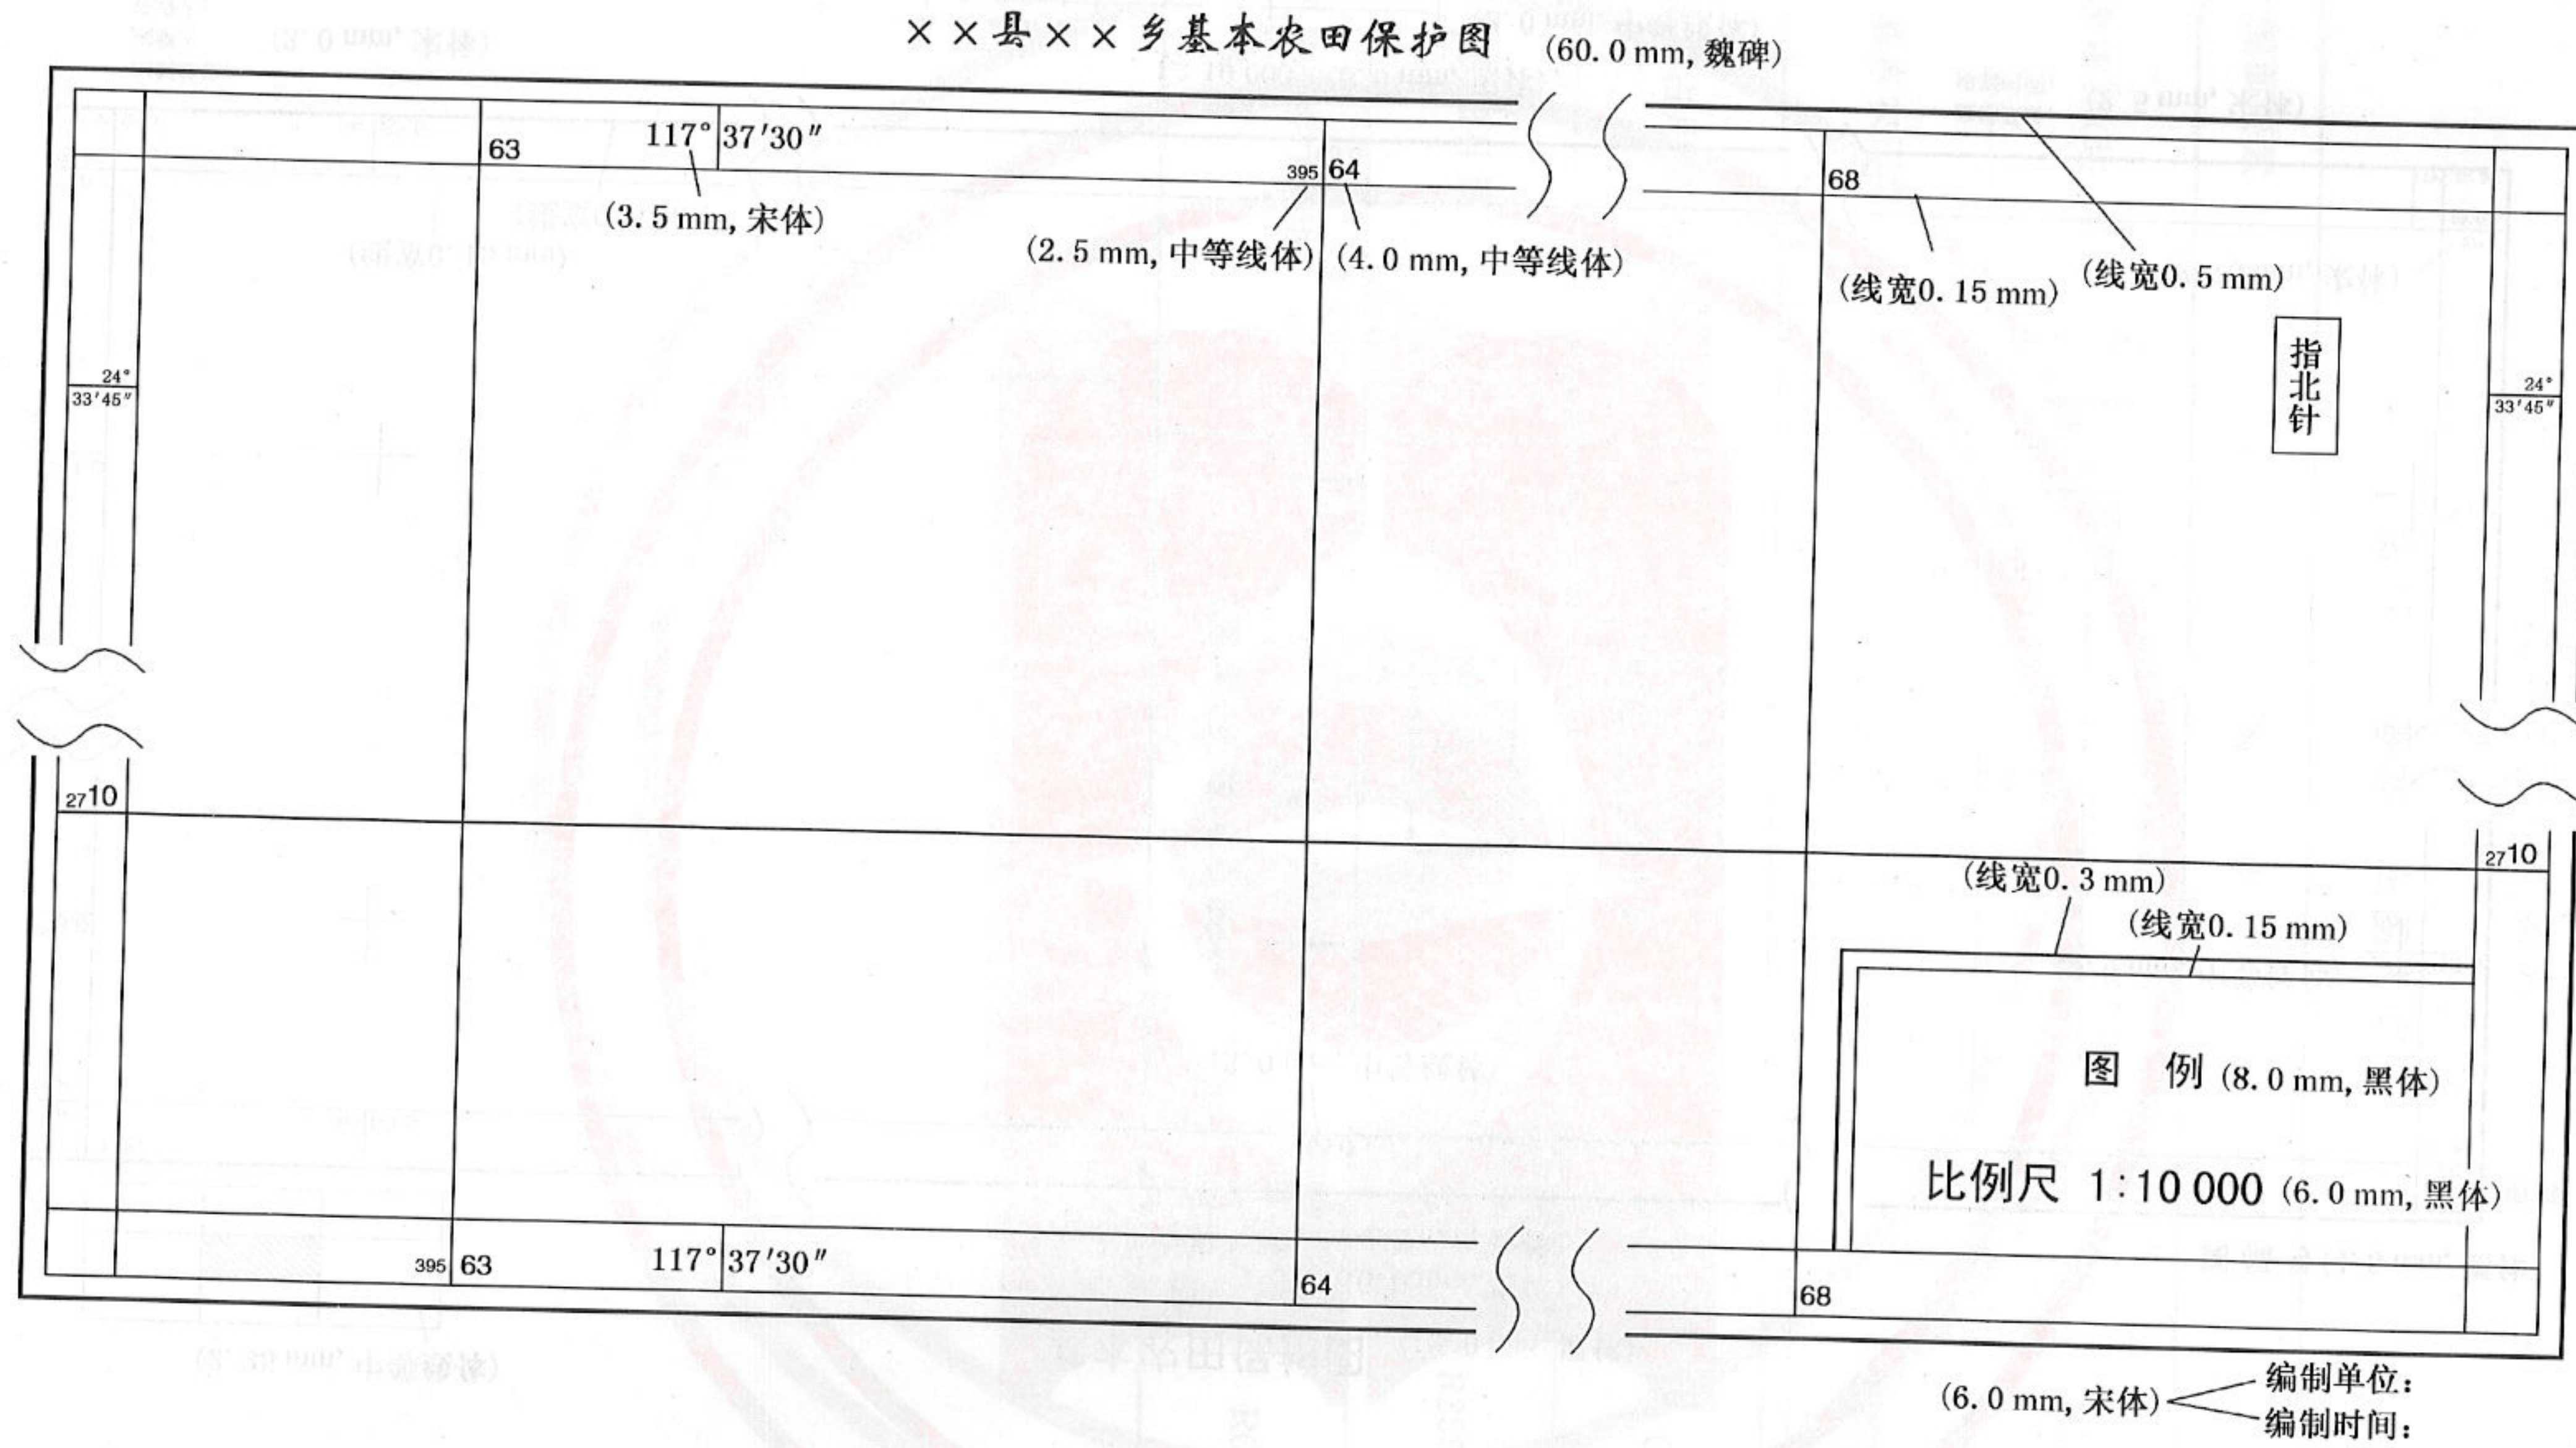 ××县××乡基本农田保护图 (60.0 mm, 魏碑)
63 117° 37′30″ 395 64 68
(3.5 mm, 宋体)
(2.5 mm, 中等线体) (4.0 mm, 中等线体)
(线宽0.15 mm) (线宽0.5 mm)
指北针
24°
33′45″
24°
33′45″
2710
2710
(线宽0.3 mm)
(线宽0.15 mm)
图 例 (8.0 mm, 黑体)
比例尺 1:10 000 (6.0 mm, 黑体)
395 63 117° 37′30″ 64 68
(6.0 mm, 宋体)
编制单位:
编制时间: